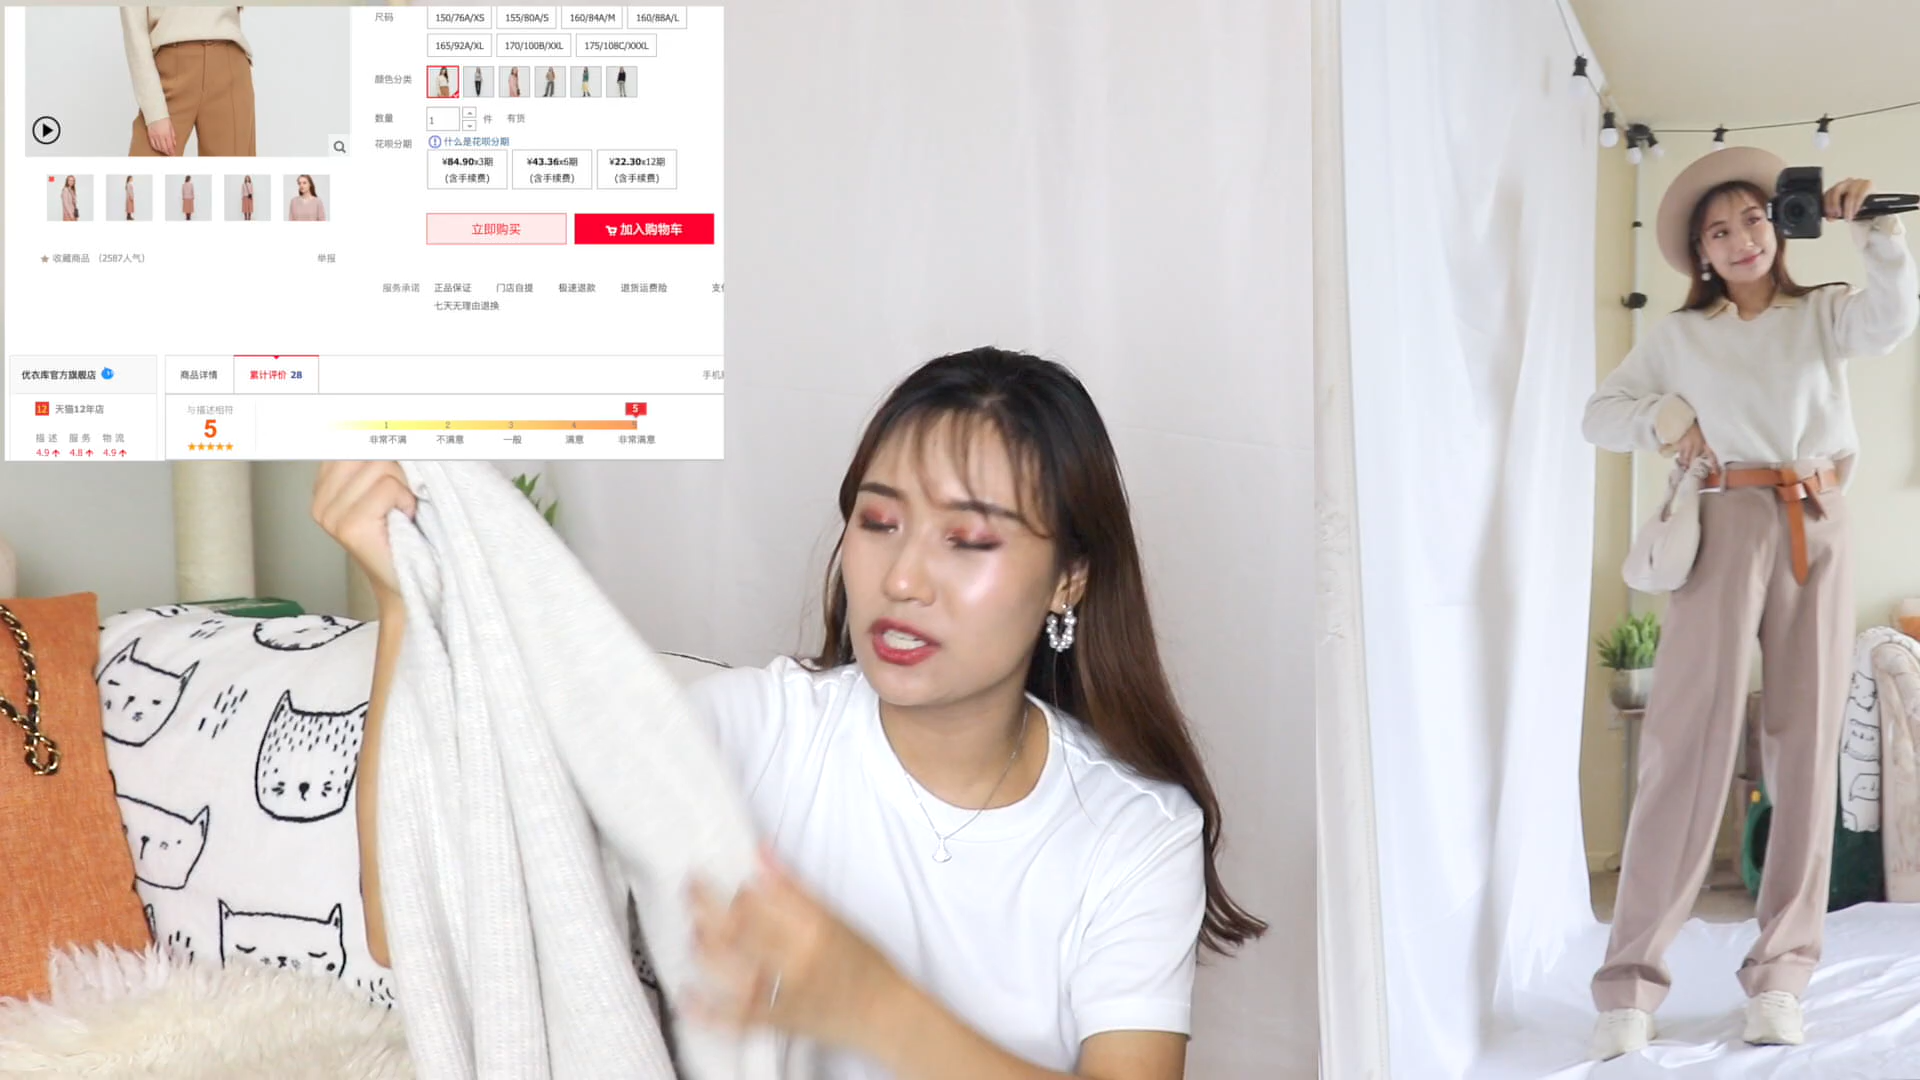 尺码
150/76A/XS
155/80A/S
160/84A/M
160/88A/L
165/92A/XL
170/100B/XXL
175/108C/XXXL
颜色分类
数量
1
件
有货
花呗分期
什么是花呗分期
¥84.90x3期
(含手续费)
¥43.36x6期
(含手续费)
¥22.30x12期
(含手续费)
立即购买
加入购物车
收藏商品 (2587人气)
举报
服务承诺
正品保证
门店自提
极速退款
退货运费险
七天无理由退换
优衣库官方旗舰店
12 天猫12年店
描述 服务 物流
4.9 4.8 4.9
商品详情
累计评价 28
与描述相符
5
5
1 2 3 4 5
非常不满 不满意 一般 满意 非常满意